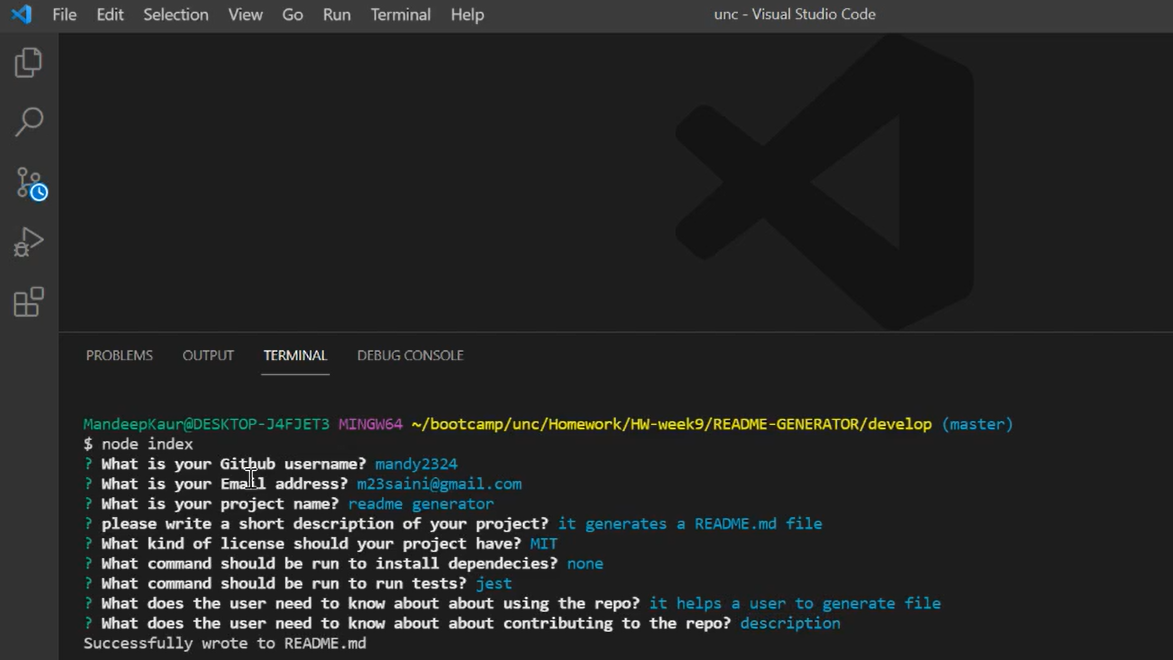 File Edit Selection View Go Run Terminal Help unc - Visual Studio Code
PROBLEMS OUTPUT TERMINAL DEBUG CONSOLE
MandeepKaur@DESKTOP-J4FJET3 MINGW64 ~/bootcamp/unc/Homework/HW-week9/README-GENERATOR/develop (master)
$ node index
? What is your Github username? mandy2324
? What is your Email address? m23saini@gmail.com
? What is your project name? readme generator
? please write a short description of your project? it generates a README.md file
? What kind of license should your project have? MIT
? What command should be run to install dependecies? none
? What command should be run to run tests? jest
? What does the user need to know about about using the repo? it helps a user to generate file
? What does the user need to know about about contributing to the repo? description
Successfully wrote to README.md